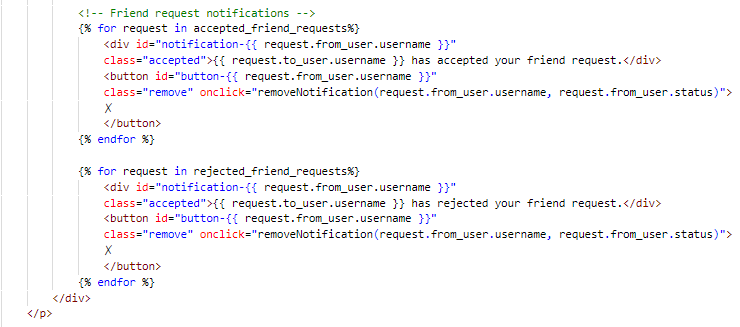 <!-- Friend request notifications -->
{% for request in accepted_friend_requests%}
<div id="notification-{{ request.from_user.username }}"
class="accepted">{{ request.to_user.username }} has accepted your friend request.</div>
<button id="button-{{ request.from_user.username }}"
class="remove" onclick="removeNotification(request.from_user.username, request.from_user.status)">
X
</button>
{% endfor %}
{% for request in rejected_friend_requests%}
<div id="notification-{{ request.from_user.username }}"
class="accepted">{{ request.to_user.username }} has rejected your friend request.</div>
<button id="button-{{ request.from_user.username }}"
class="remove" onclick="removeNotification(request.from_user.username, request.from_user.status)">
X
</button>
{% endfor %}
</div>
</p>